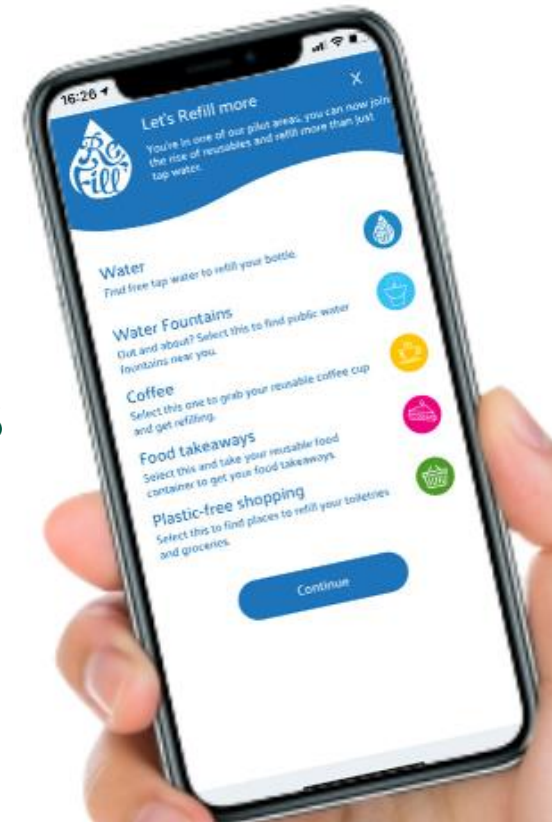 16:26
Let's Refill more
X
You're in one of our pilot areas, you can now join
the rise of reusables and refill more than just
tap water.
Refill
Water
Find free tap water to refill your bottle.
Water Fountains
Out and about? Select this to find public water
fountains near you.
Coffee
Select this one to grab your reusable coffee cup
and get refilling.
Food takeaways
Select this and take your reusable food
container to get your food takeaways.
Plastic-free shopping
Select this to find places to refill your toiletries
and groceries.
Continue